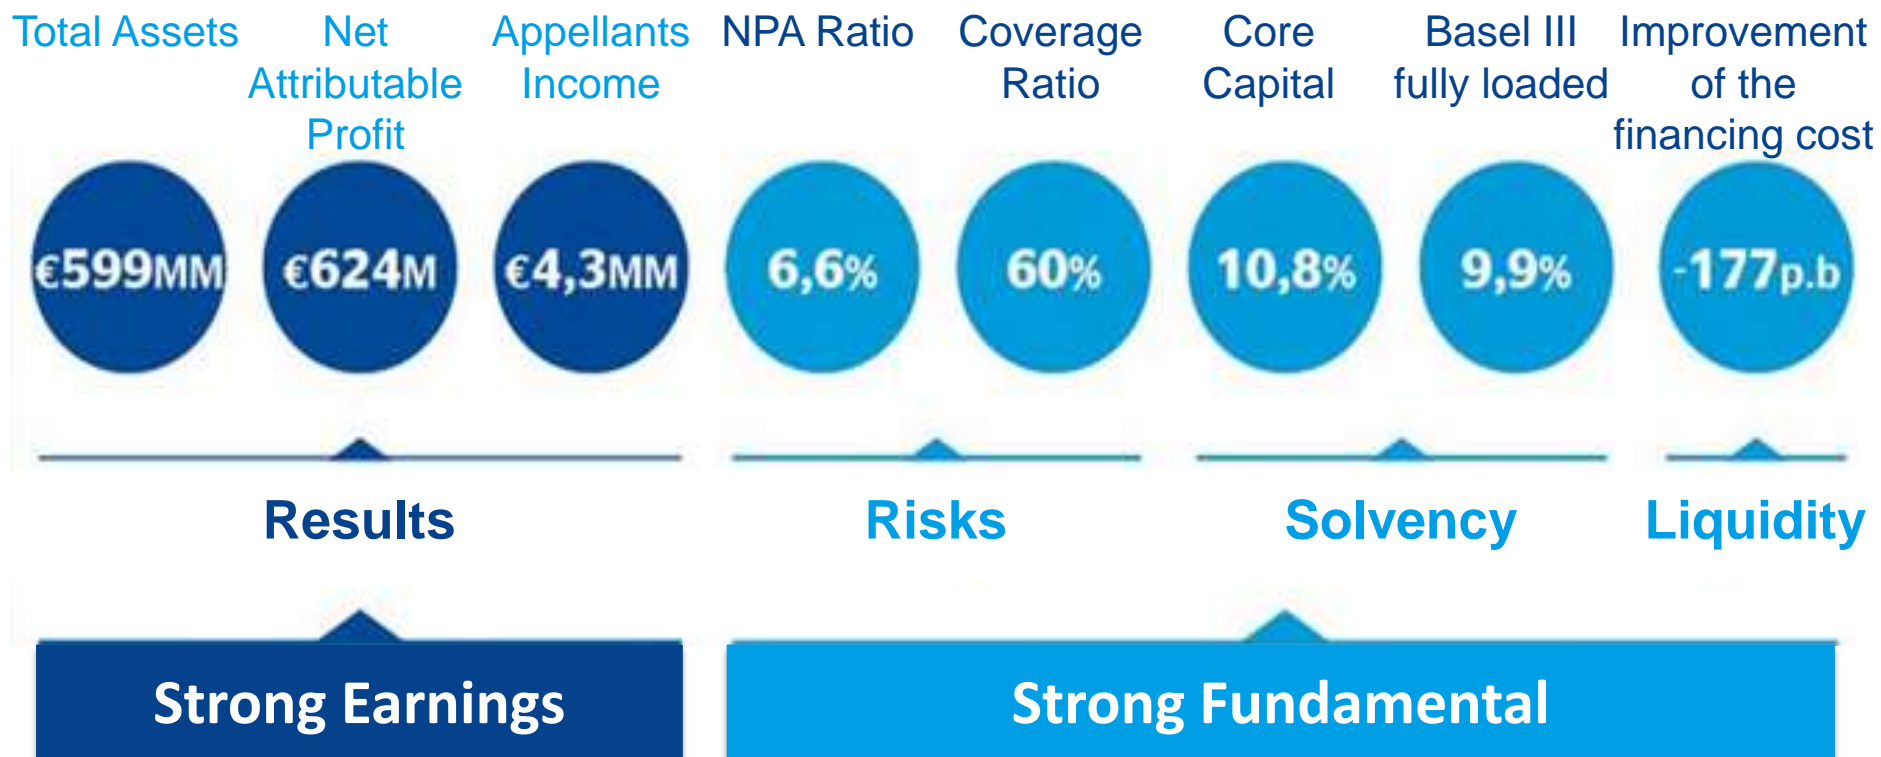 Total Assets
Net
Attributable
Profit
Appellants
Income
NPA Ratio
Coverage
Ratio
Core
Capital
Basel III
fully loaded
Improvement
of the
financing cost
€599MM
€624M
€4,3MM
6,6%
60%
10,8%
9,9%
-177p.b
Results
Risks
Solvency
Liquidity
Strong Earnings
Strong Fundamental